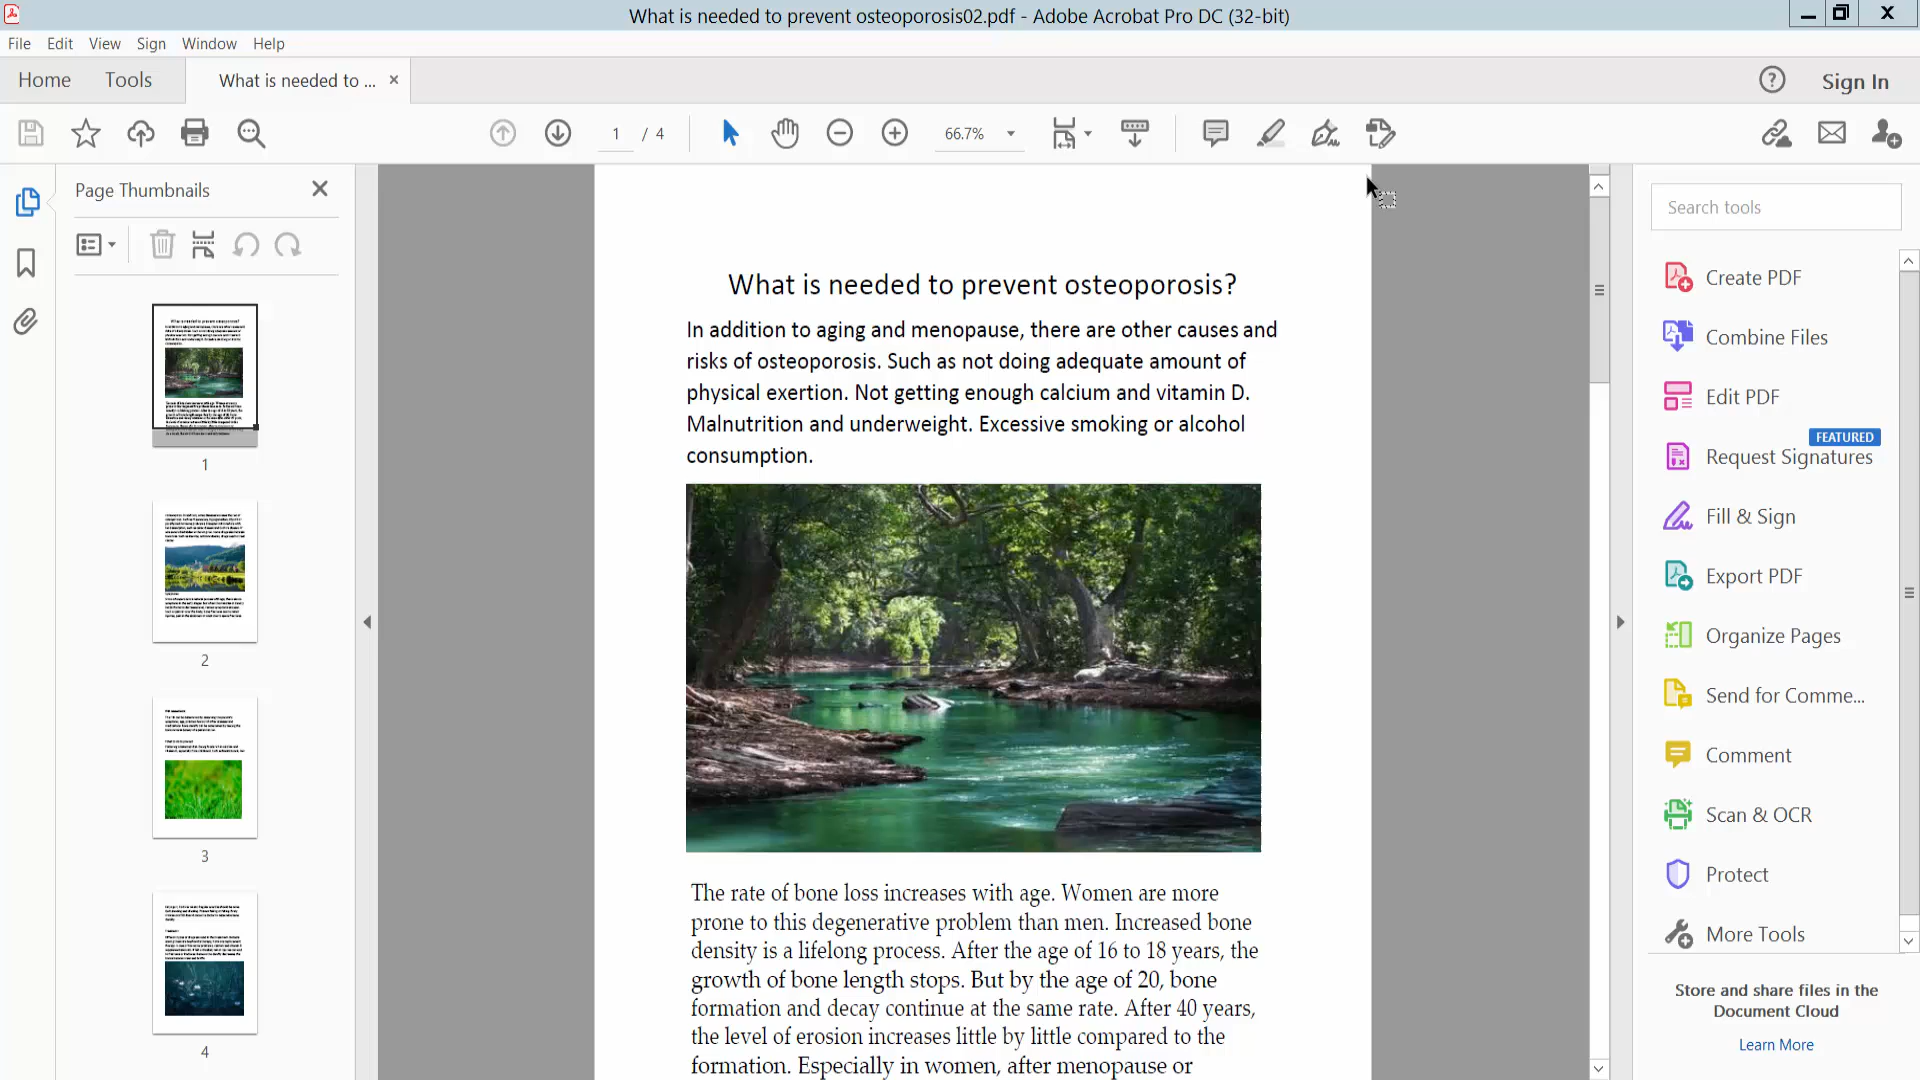 What is needed to prevent osteoporosis02.pdf - Adobe Acrobat Pro DC (32-bit)
File Edit View Sign Window Help
Home Tools What is needed to ... × Sign In
1 / 4 66.7%
Page Thumbnails
1
2
3
4
What is needed to prevent osteoporosis?
In addition to aging and menopause, there are other causes and
risks of osteoporosis. Such as not doing adequate amount of
physical exertion. Not getting enough calcium and vitamin D.
Malnutrition and underweight. Excessive smoking or alcohol
consumption.
The rate of bone loss increases with age. Women are more
prone to this degenerative problem than men. Increased bone
density is a lifelong process. After the age of 16 to 18 years, the
growth of bone length stops. But by the age of 20, bone
formation and decay continue at the same rate. After 40 years,
the level of erosion increases little by little compared to the
formation. Especially in women, after menopause or
Search tools
Create PDF
Combine Files
Edit PDF
FEATURED
Request Signatures
Fill & Sign
Export PDF
Organize Pages
Send for Comme...
Comment
Scan & OCR
Protect
More Tools
Store and share files in the
Document Cloud
Learn More